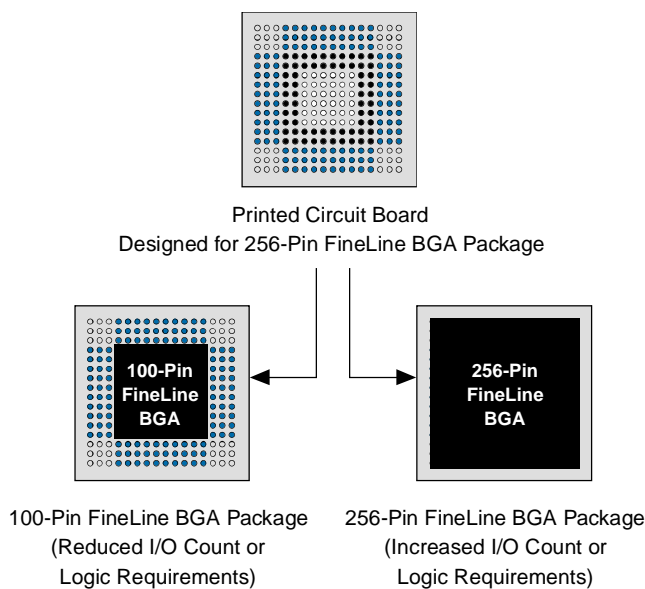 Printed Circuit Board
Designed for 256-Pin FineLine BGA Package
100-Pin
FineLine
BGA
256-Pin
FineLine
BGA
100-Pin FineLine BGA Package
(Reduced I/O Count or
Logic Requirements)
256-Pin FineLine BGA Package
(Increased I/O Count or
Logic Requirements)